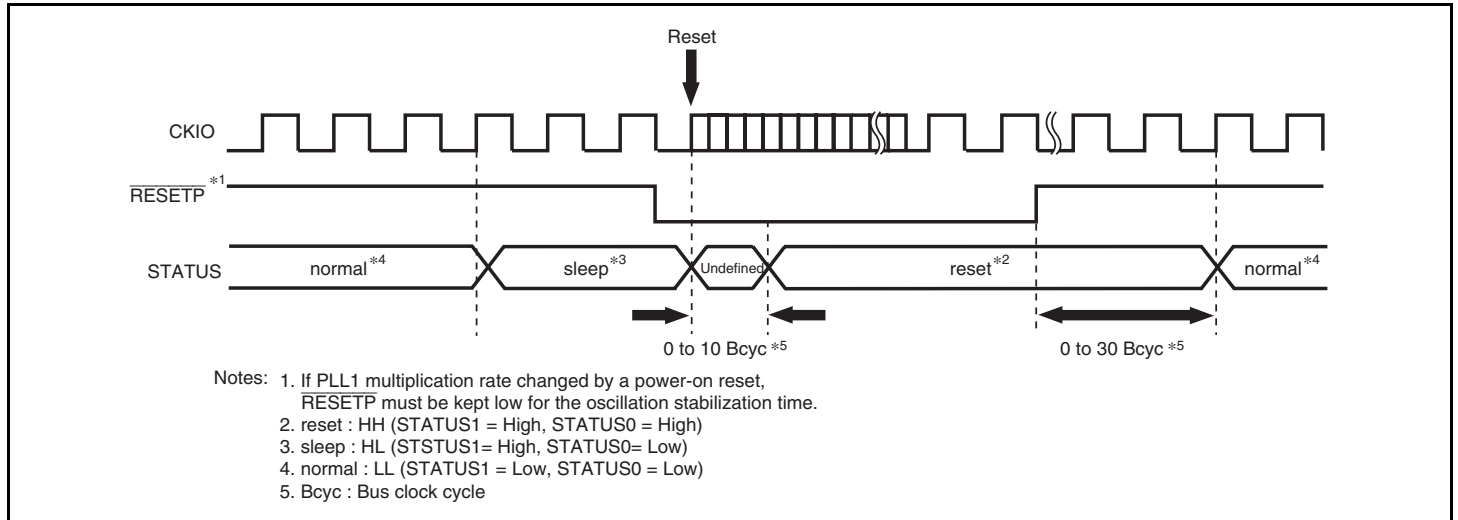 Reset
CKIO
RESETP *1
STATUS normal*4 sleep*3 Undefined reset*2 normal*4
0 to 10 Bcyc *5 0 to 30 Bcyc *5
Notes: 1. If PLL1 multiplication rate changed by a power-on reset,
RESETP must be kept low for the oscillation stabilization time.
2. reset : HH (STATUS1 = High, STATUS0 = High)
3. sleep : HL (STSTUS1= High, STATUS0= Low)
4. normal : LL (STATUS1 = Low, STATUS0 = Low)
5. Bcyc : Bus clock cycle